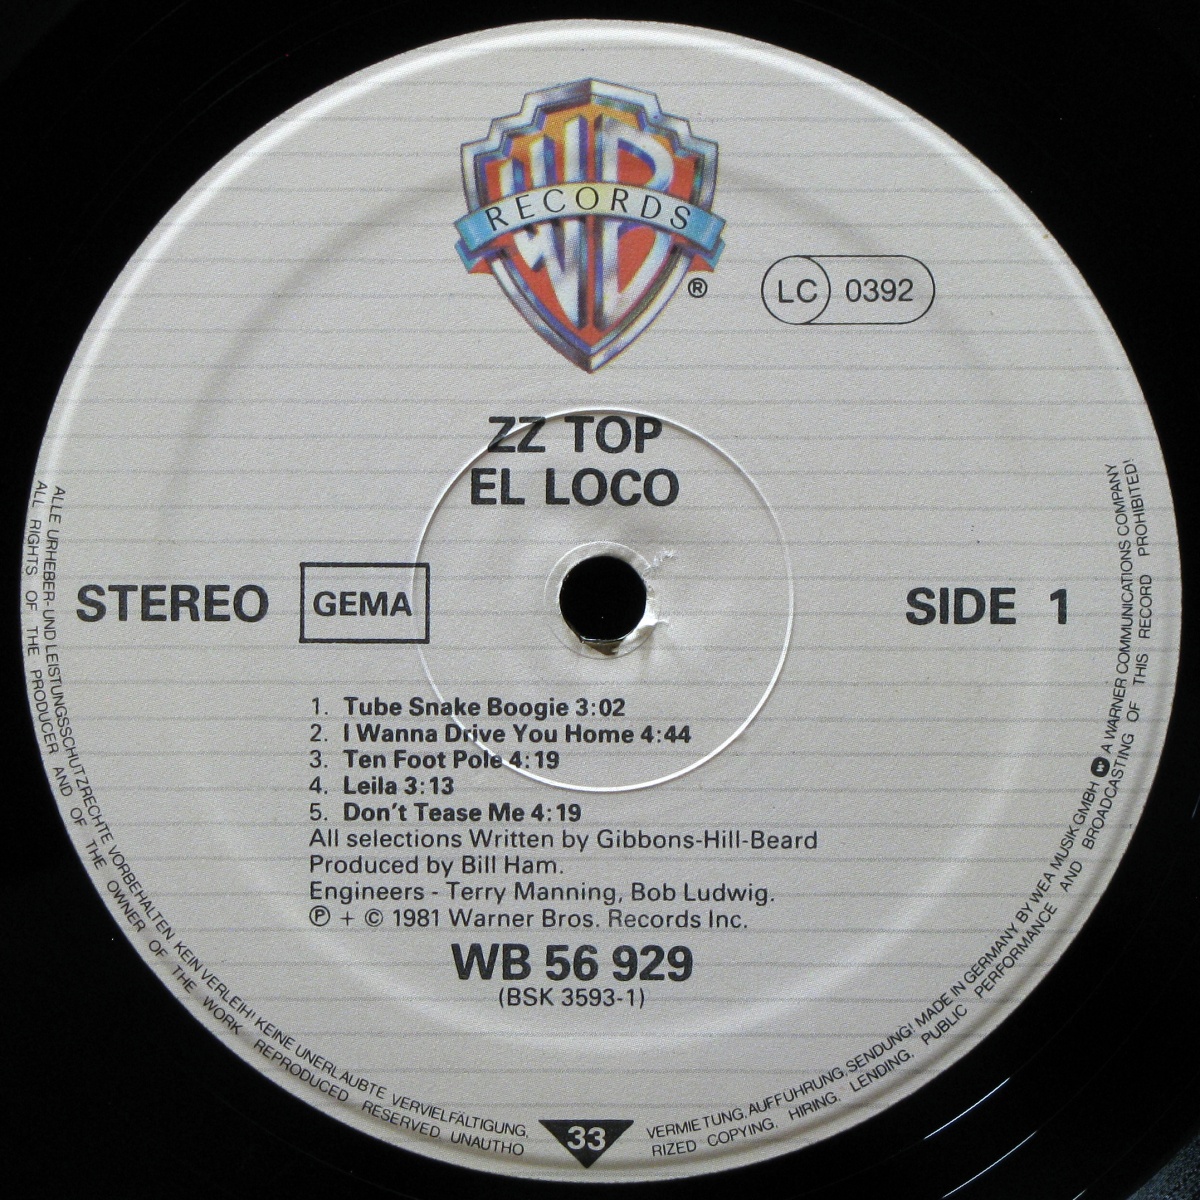 WB
RECORDS
®
LC 0392
ZZ TOP
EL LOCO
STEREO GEMA SIDE 1
1. Tube Snake Boogie 3:02
2. I Wanna Drive You Home 4:44
3. Ten Foot Pole 4:19
4. Leila 3:13
5. Don't Tease Me 4:19
All selections Written by Gibbons-Hill-Beard
Produced by Bill Ham.
Engineers - Terry Manning, Bob Ludwig.
℗ + © 1981 Warner Bros. Records Inc.
WB 56 929
(BSK 3593-1)
33
ALLE URHEBER- UND LEISTUNGSSCHUTZRECHTE VORBEHALTEN KEIN VERLEIH! KEINE UNERLAUBTE VERVIELFÄLTIGUNG, VERMIETUNG, AUFFÜHRUNG, SENDUNG! MADE IN GERMANY BY WEA MUSIK GMBH A WARNER COMMUNICATIONS COMPANY
ALL RIGHTS OF THE PRODUCER AND OF THE OWNER OF THE WORK REPRODUCED RESERVED UNAUTHORIZED COPYING, HIRING, LENDING, PUBLIC PERFORMANCE AND BROADCASTING OF THIS RECORD PROHIBITED!